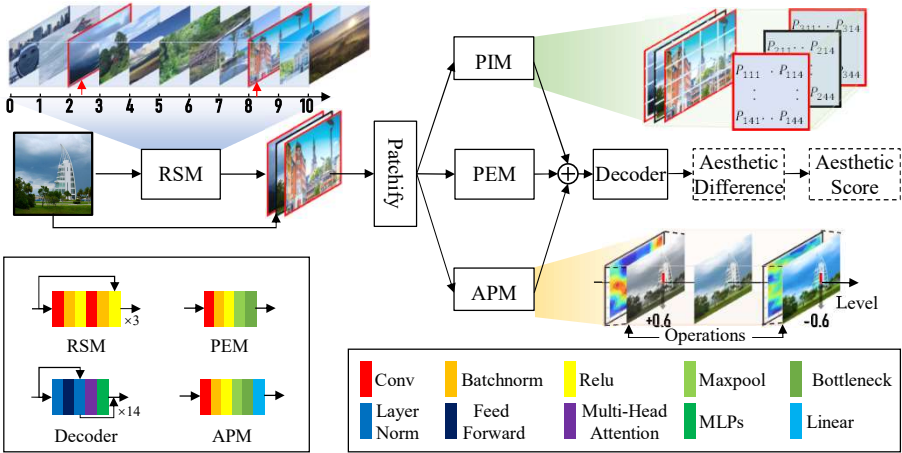 0 1 2 3 4 5 6 7 8 9 10
RSM
Patchify
PIM
PEM
APM
P111 · · P114
: :
P141 · · P144
P211 · · P214
P244
P311 · · P314
P344
Decoder
Aesthetic
Difference
Aesthetic
Score
+0.6
-0.6
Level
Operations
×3
RSM
PEM
×14
Decoder
APM
Conv
Batchnorm
Relu
Maxpool
Bottleneck
Layer
Norm
Feed
Forward
Multi-Head
Attention
MLPs
Linear